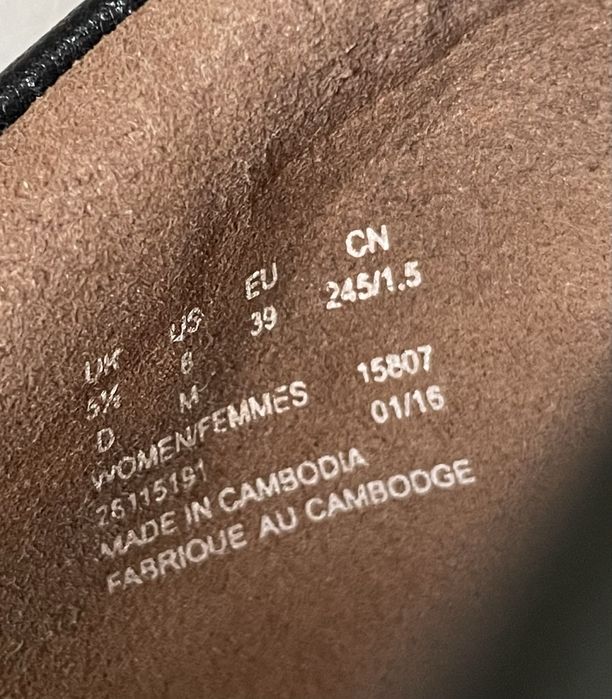 UK US EU CN
5½ 8 39 245/1.5
D M
WOMEN/FEMMES 15807
26115191 01/16
MADE IN CAMBODIA
FABRIQUE AU CAMBODGE